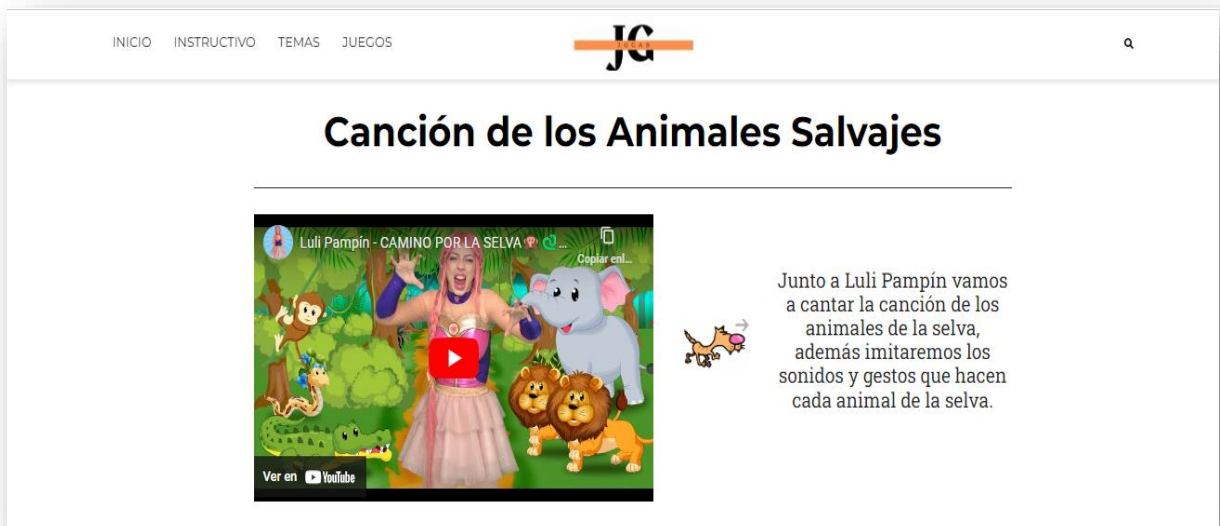 INICIO INSTRUCTIVO TEMAS JUEGOS
JG
JUGAR
Canción de los Animales Salvajes
Luli Pampín - CAMINO POR LA SELVA ...
Copiar enl...
Ver en YouTube
Junto a Luli Pampín vamos
a cantar la canción de los
animales de la selva,
además imitaremos los
sonidos y gestos que hacen
cada animal de la selva.